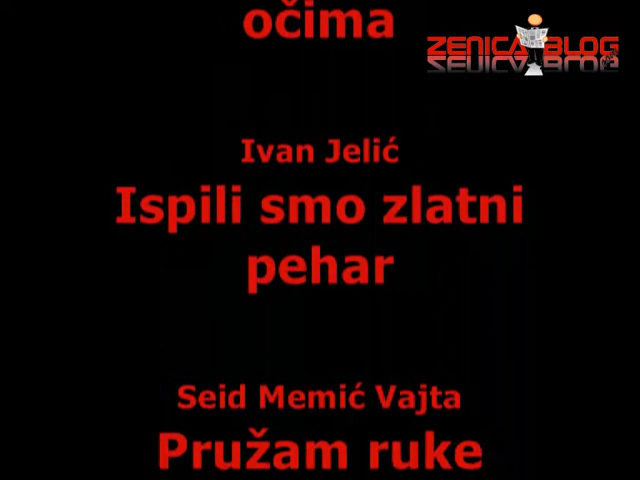 očima
ZENICA BLOG
Ivan Jelić
Ispili smo zlatni
pehar
Seid Memić Vajta
Pružam ruke